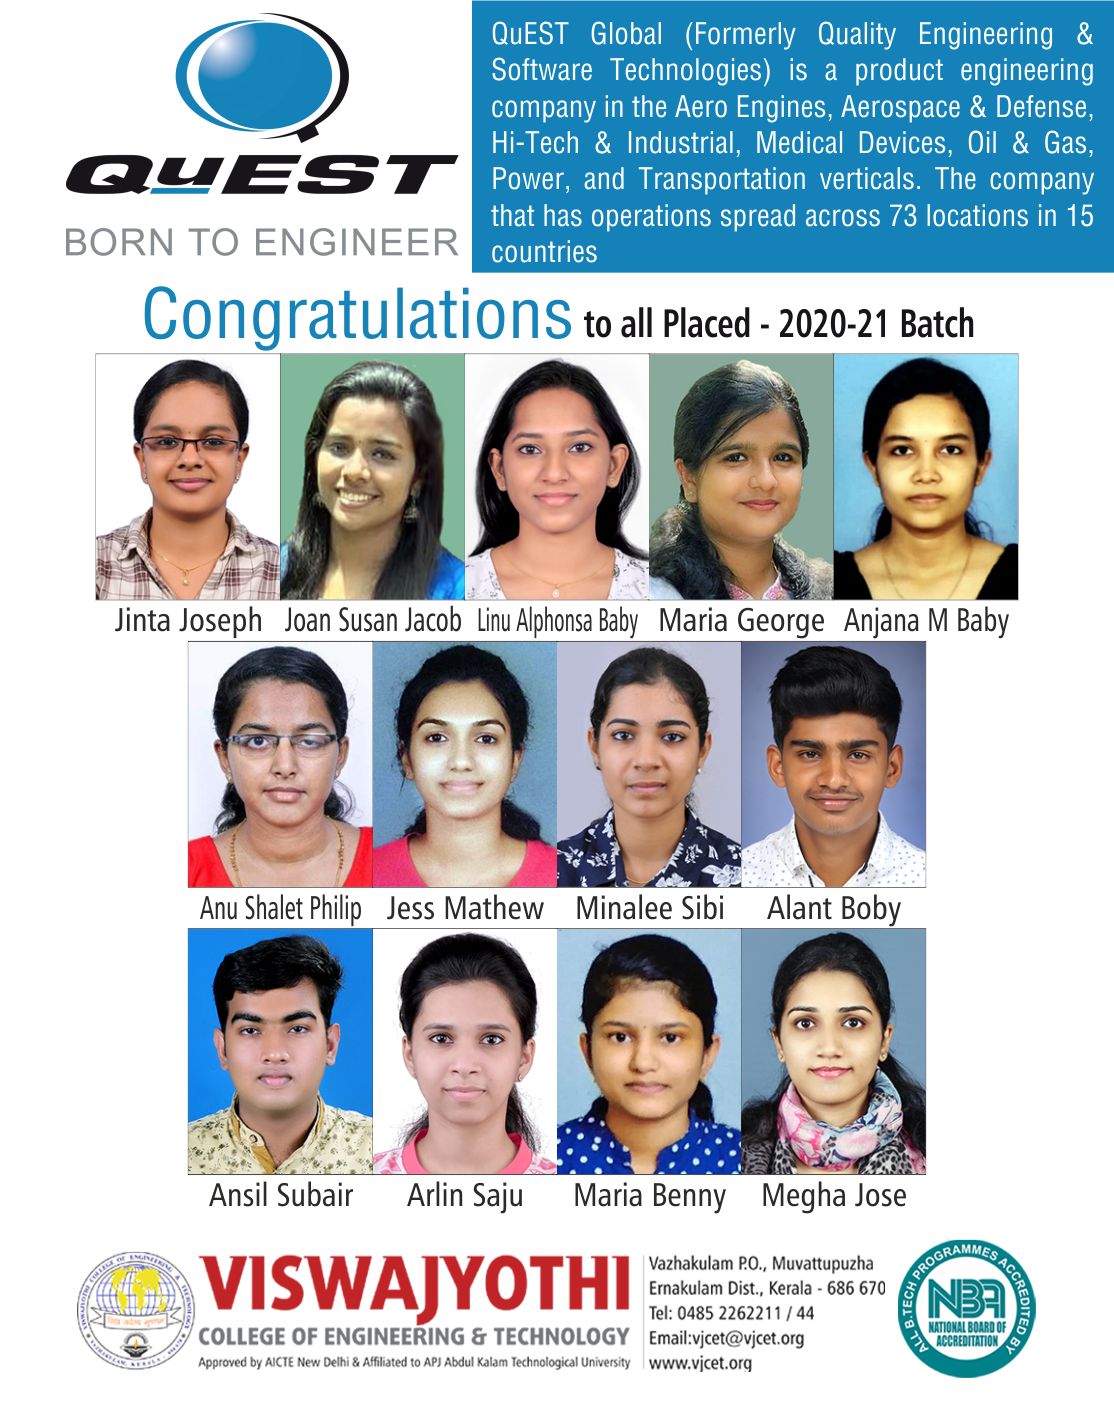 QuEST
BORN TO ENGINEER
QuEST Global (Formerly Quality Engineering &
Software Technologies) is a product engineering
company in the Aero Engines, Aerospace & Defense,
Hi-Tech & Industrial, Medical Devices, Oil & Gas,
Power, and Transportation verticals. The company
that has operations spread across 73 locations in 15
countries
Congratulations to all Placed - 2020-21 Batch
Jinta Joseph Joan Susan Jacob Linu Alphonsa Baby Maria George Anjana M Baby
Anu Shalet Philip Jess Mathew Minalee Sibi Alant Boby
Ansil Subair Arlin Saju Maria Benny Megha Jose
VISWAJYOTHI
COLLEGE OF ENGINEERING & TECHNOLOGY
Approved by AICTE New Delhi & Affiliated to APJ Abdul Kalam Technological University
Vazhakulam P.O., Muvattupuzha
Ernakulam Dist., Kerala - 686 670
Tel: 0485 2262211 / 44
Email:vjcet@vjcet.org
www.vjcet.org
ALL B.TECH PROGRAMMES ACCREDITED BY
NBA
NATIONAL BOARD OF
ACCREDITATION